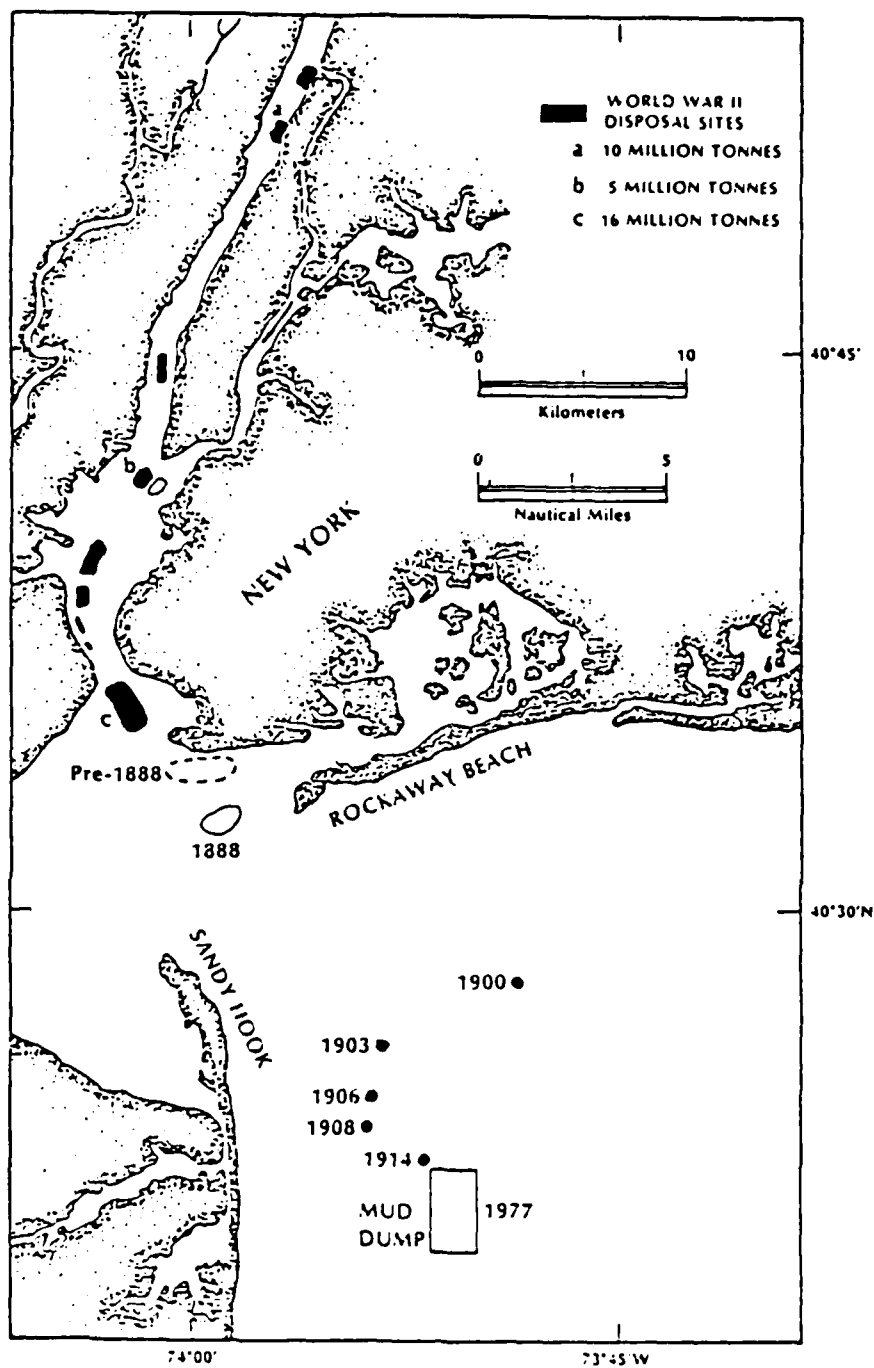 WORLD WAR II
DISPOSAL SITES
a 10 MILLION TONNES
b 5 MILLION TONNES
c 16 MILLION TONNES
a
0 10
Kilometers
40°45'
0 1 5
Nautical Miles
b
NEW YORK
c
Pre-1888
ROCKAWAY BEACH
1888
40°30'N
SANDY HOOK
1900
1903
1906
1908
1914
MUD
DUMP
1977
74°00'
73°45'W